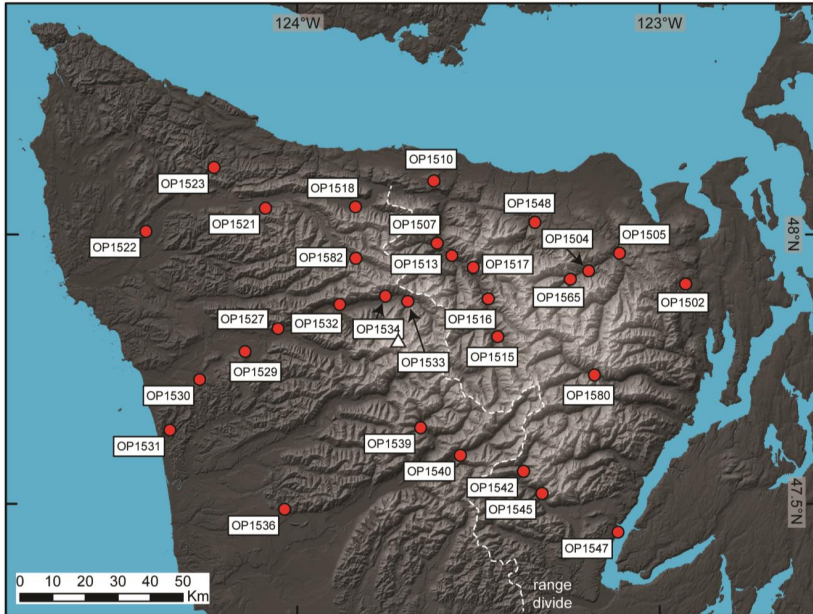 124°W
123°W
OP1510
OP1523
OP1518
OP1548
OP1507
OP1504
OP1505
48°N
OP1521
OP1522
OP1582
OP1513
OP1517
OP1565
OP1502
OP1527
OP1532
OP1534
OP1516
OP1533
OP1515
OP1529
OP1530
OP1580
OP1531
OP1539
OP1540
OP1542
47.5°N
OP1545
OP1536
OP1547
0 10 20 30 40 50
Km
range
divide